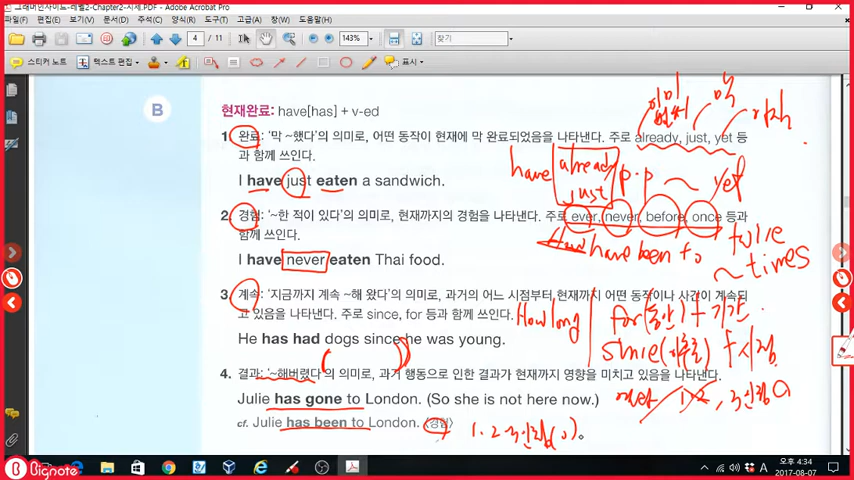 그래머인사이트-레벨2-Chapter2-시제.PDF - Adobe Acrobat Pro
파일(F) 편집(E) 보기(V) 문서(D) 주석(C) 양식(R) 도구(T) 고급(A) 창(W) 도움말(H)
4 / 11 143% 찾기
스티커 노트 텍스트 편집 표시
B
현재완료: have[has] + v-ed
이미 벌써 막 아직
1 완료: '막 ~했다'의 의미로, 어떤 동작이 현재에 막 완료되었음을 나타낸다. 주로 already, just, yet 등
과 함께 쓰인다.
have already just p.p ~ yet
I have just eaten a sandwich.
2 경험: '~한 적이 있다'의 의미로, 현재까지의 경험을 나타낸다. 주로 ever, never, before, once 등과
함께 쓰인다.
twice
have been to
~ times
I have never eaten Thai food.
3 계속: '지금까지 계속 ~해 왔다'의 의미로, 과거의 어느 시점부터 현재까지 어떤 동작이나 사건이 계속되
고 있음을 나타낸다. 주로 since, for 등과 함께 쓰인다.
How long for(동안) + 기간
He has had dogs since he was young.
since(이후로) + 시점
4 결과: '~해버렸다'의 의미로, 과거 행동으로 인한 결과가 현재까지 영향을 미치고 있음을 나타낸다.
Julie has gone to London. (So she is not here now.)
1, 2, 3인칭 O
cf. Julie has been to London. 〈경험〉
1·2·3인칭(O)
Bignote
오후 4:34
2017-08-07
Bignote